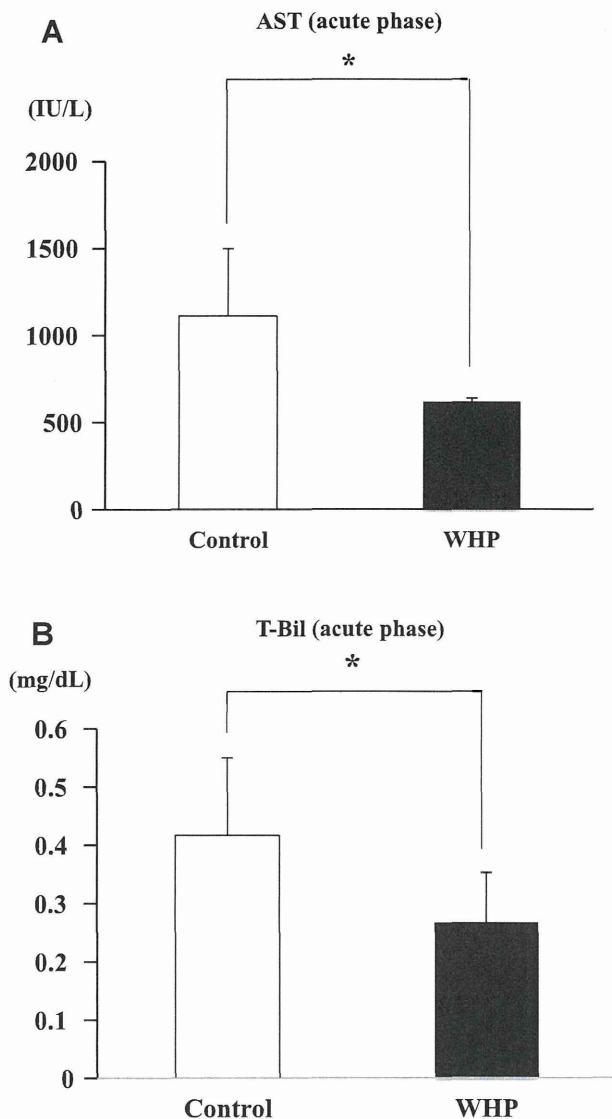 A
AST (acute phase)
*
(IU/L)
2000
1500
1000
500
0
Control WHP
B
T-Bil (acute phase)
*
(mg/dL)
0.6
0.5
0.4
0.3
0.2
0.1
0
Control WHP